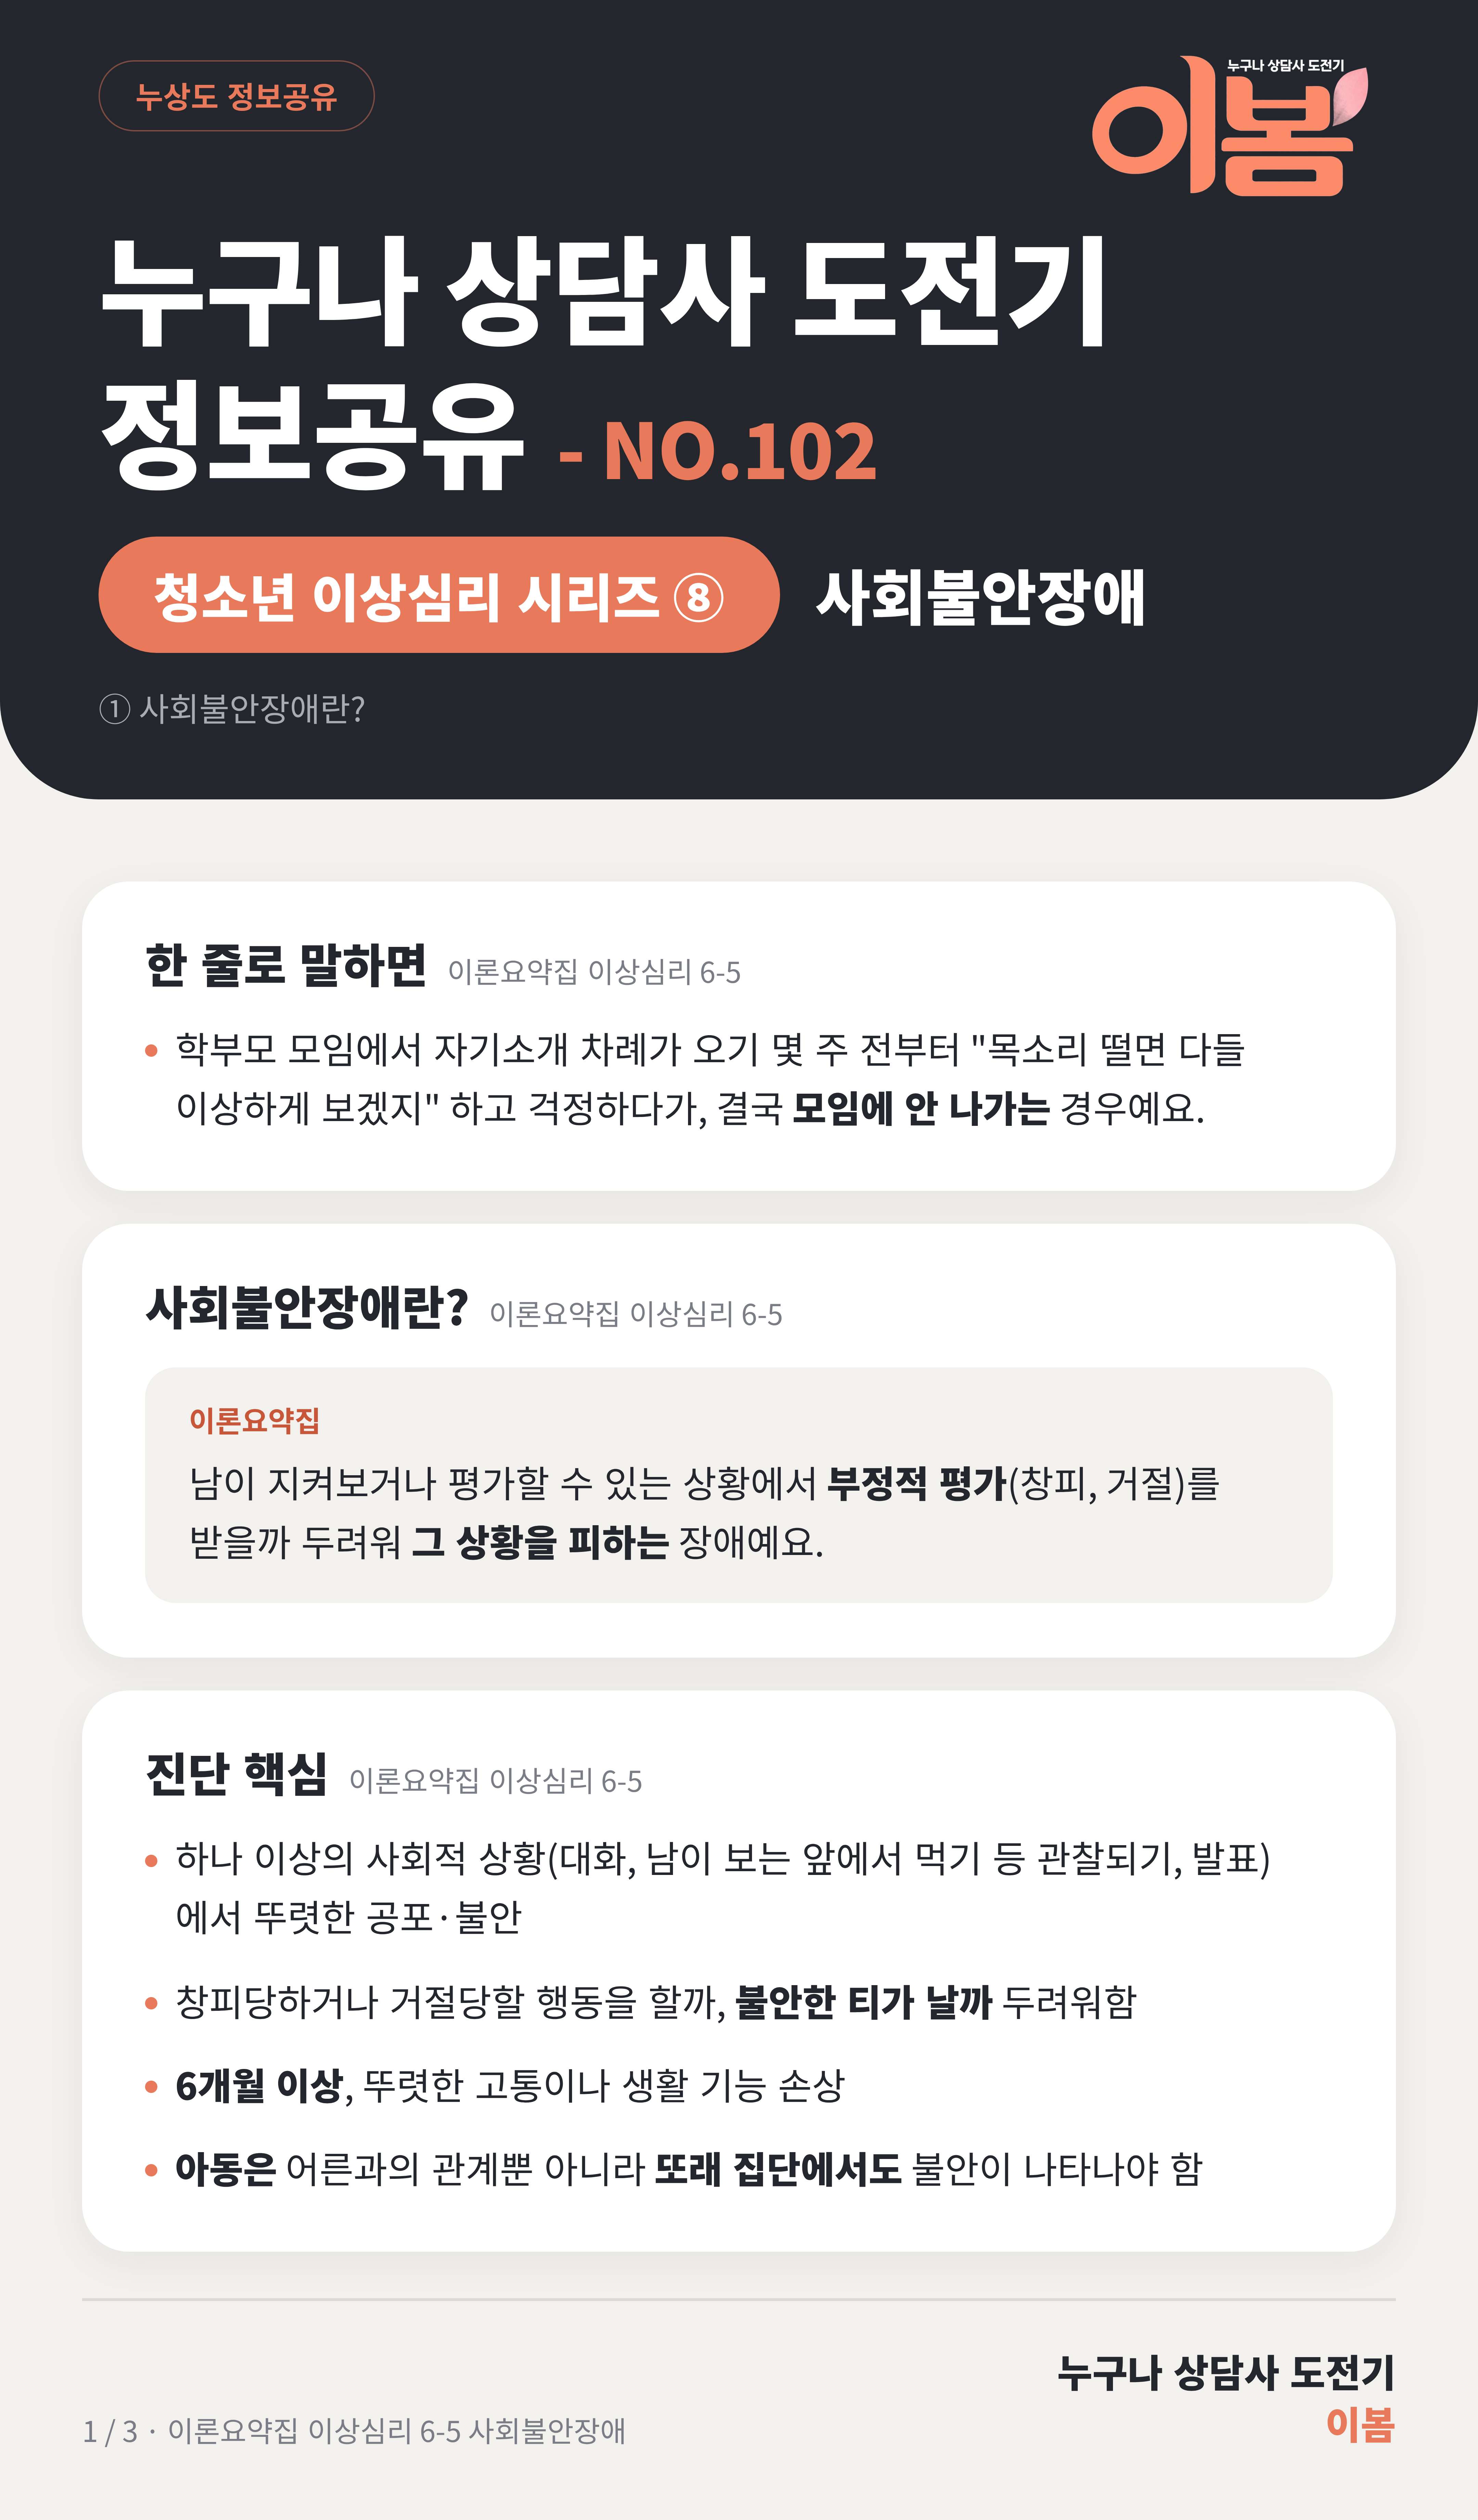 누상도 정보공유
누구나 상담사 도전기
이봄
누구나 상담사 도전기
정보공유 - NO.102
청소년 이상심리 시리즈 ⑧ 사회불안장애
① 사회불안장애란?
한 줄로 말하면 이론요약집 이상심리 6-5
• 학부모 모임에서 자기소개 차례가 오기 몇 주 전부터 "목소리 떨면 다들
이상하게 보겠지" 하고 걱정하다가, 결국 모임에 안 나가는 경우예요.
사회불안장애란? 이론요약집 이상심리 6-5
이론요약집
남이 지켜보거나 평가할 수 있는 상황에서 부정적 평가(창피, 거절)를
받을까 두려워 그 상황을 피하는 장애예요.
진단 핵심 이론요약집 이상심리 6-5
• 하나 이상의 사회적 상황(대화, 남이 보는 앞에서 먹기 등 관찰되기, 발표)
에서 뚜렷한 공포·불안
• 창피당하거나 거절당할 행동을 할까, 불안한 티가 날까 두려워함
• 6개월 이상, 뚜렷한 고통이나 생활 기능 손상
• 아동은 어른과의 관계뿐 아니라 또래 집단에서도 불안이 나타나야 함
누구나 상담사 도전기
이봄
1 / 3 · 이론요약집 이상심리 6-5 사회불안장애